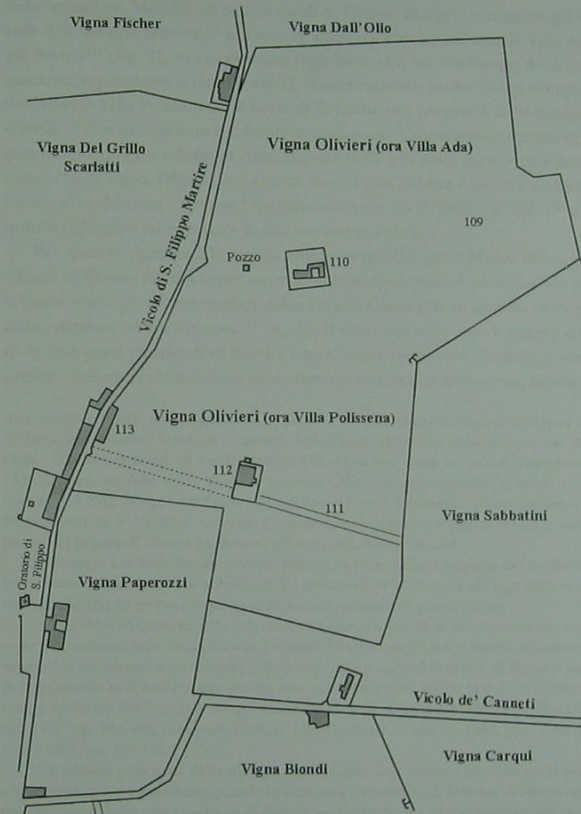 Vigna Fischer
Vigna Dall'Olio
Vigna Del Grillo
Scarlatti
Vigna Olivieri (ora Villa Ada)
109
Vicolo di S. Filippo Martire
Pozzo
110
Vigna Olivieri (ora Villa Polissena)
113
112
111
Vigna Sabbatini
Oratorio di
S. Filippo
Vigna Paperozzi
Vicolo de' Canneti
Vigna Biondi
Vigna Carqui